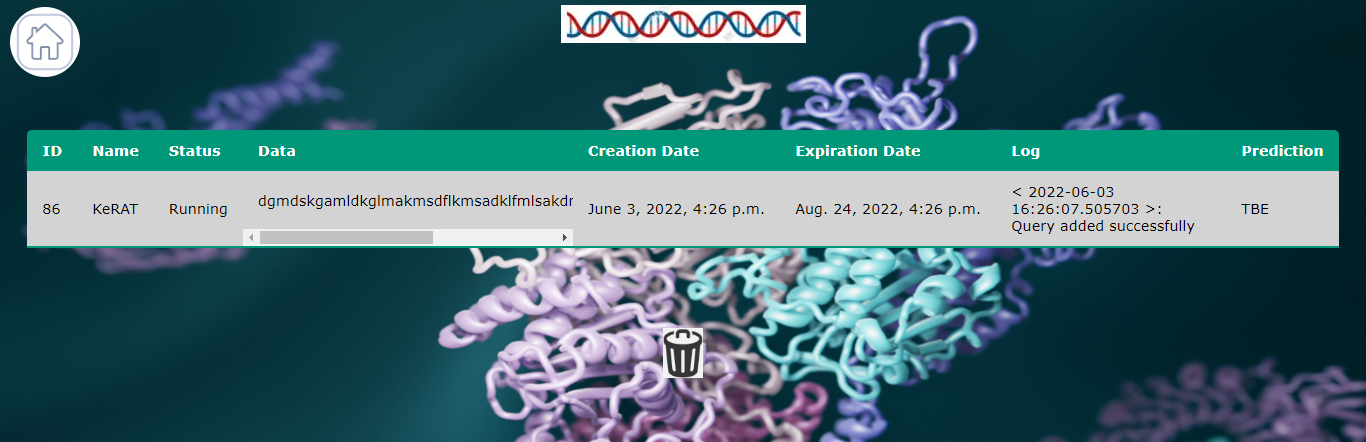 ID Name Status Data Creation Date Expiration Date Log Prediction
86 KeRAT Running dgmdskgamldkglmakmsdflkmsadklfmlsakdr June 3, 2022, 4:26 p.m. Aug. 24, 2022, 4:26 p.m. < 2022-06-03
16:26:07.505703 >:
Query added successfully TBE